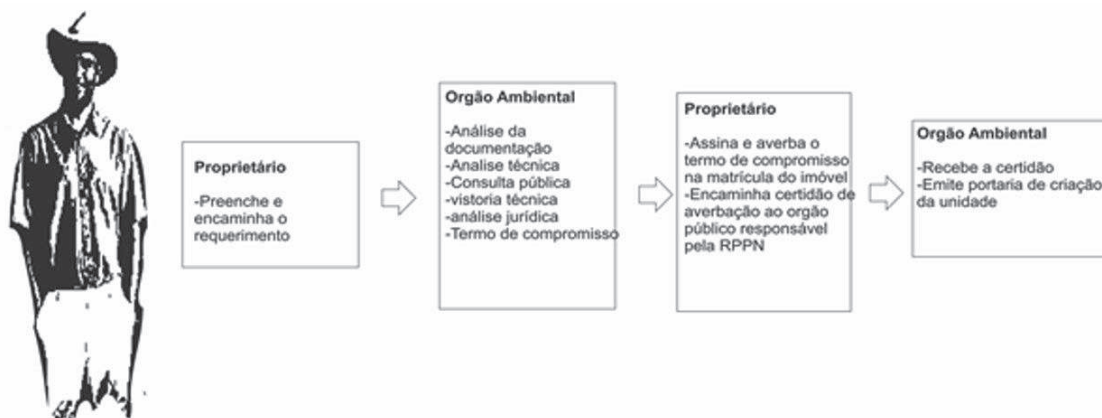 Proprietário
-Preenche e
encaminha o
requerimento
Orgão Ambiental
-Análise da
documentação
-Analise técnica
-Consulta pública
-vistoria técnica
-análise jurídica
-Termo de compromisso
Proprietário
-Assina e averba o
termo de compromisso
na matrícula do imóvel
-Encaminha certidão de
averbação ao orgão
público responsável
pela RPPN
Orgão Ambiental
-Recebe a certidão
-Emite portaria de criação
da unidade